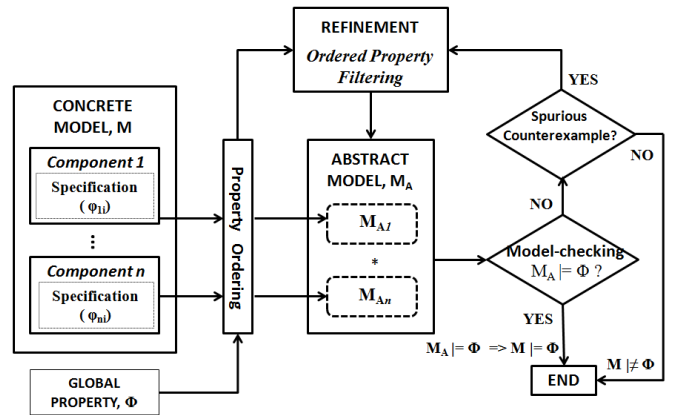 REFINEMENT
Ordered Property
Filtering
CONCRETE
MODEL, M
Component 1
Specification
( φ1i)
...
Component n
Specification
( φni)
GLOBAL
PROPERTY, Φ
Property Ordering
ABSTRACT
MODEL, MA
MA1
*
MAn
YES
Spurious
Counterexample?
NO
NO
Model-checking
MA |= Φ ?
YES
MA |= Φ => M |= Φ
M |≠ Φ
END